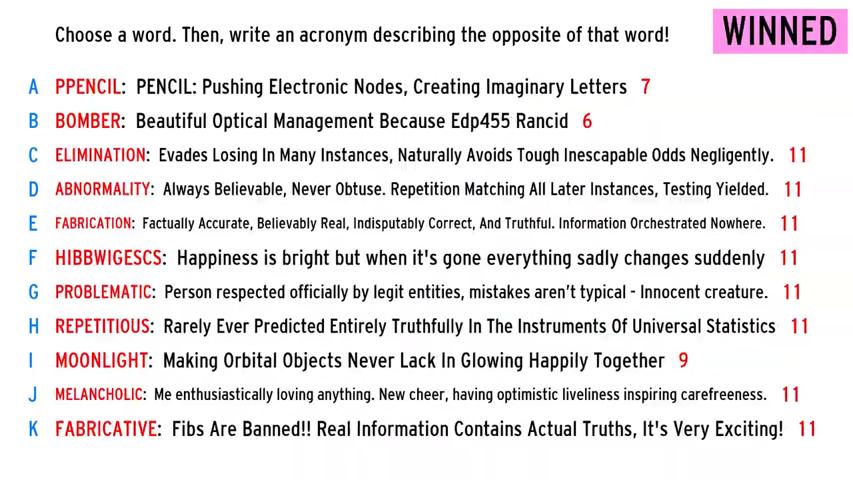 Choose a word. Then, write an acronym describing the opposite of that word!
WINNED
A PPENCIL: PENCIL: Pushing Electronic Nodes, Creating Imaginary Letters 7
B BOMBER: Beautiful Optical Management Because Edp455 Rancid 6
C ELIMINATION: Evades Losing In Many Instances, Naturally Avoids Tough Inescapable Odds Negligently. 11
D ABNORMALITY: Always Believable, Never Obtuse. Repetition Matching All Later Instances, Testing Yielded. 11
E FABRICATION: Factually Accurate, Believably Real, Indisputably Correct, And Truthful. Information Orchestrated Nowhere. 11
F HIBBWIGESCS: Happiness is bright but when it's gone everything sadly changes suddenly 11
G PROBLEMATIC: Person respected officially by legit entities, mistakes aren't typical - Innocent creature. 11
H REPETITIOUS: Rarely Ever Predicted Entirely Truthfully In The Instruments Of Universal Statistics 11
I MOONLIGHT: Making Orbital Objects Never Lack In Glowing Happily Together 9
J MELANCHOLIC: Me enthusiastically loving anything. New cheer, having optimistic liveliness inspiring carefreeness. 11
K FABRICATIVE: Fibs Are Banned!! Real Information Contains Actual Truths, It's Very Exciting! 11